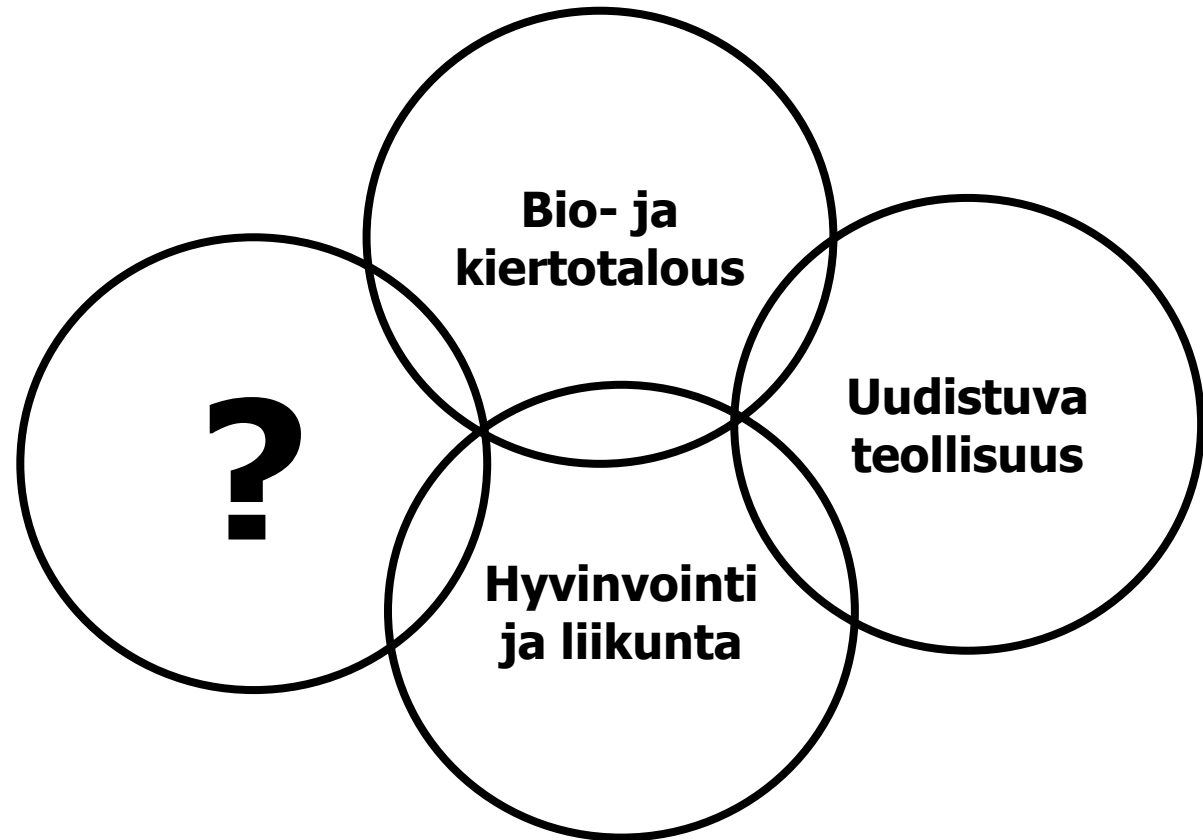 Bio- ja
kiertotalous
Uudistuva
teollisuus
?
Hyvinvointi
ja liikunta